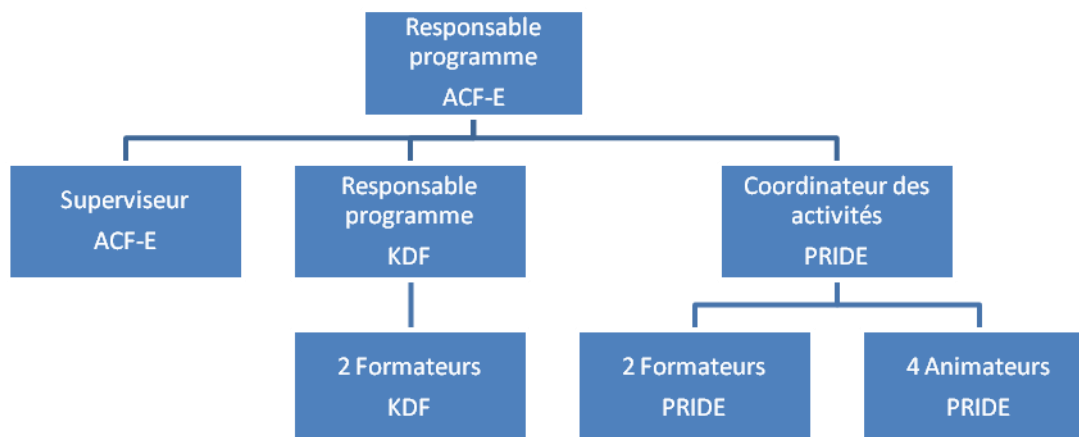 Responsable
programme
ACF-E
Superviseur
ACF-E
Responsable
programme
KDF
Coordinateur des
activités
PRIDE
2 Formateurs
KDF
2 Formateurs
PRIDE
4 Animateurs
PRIDE